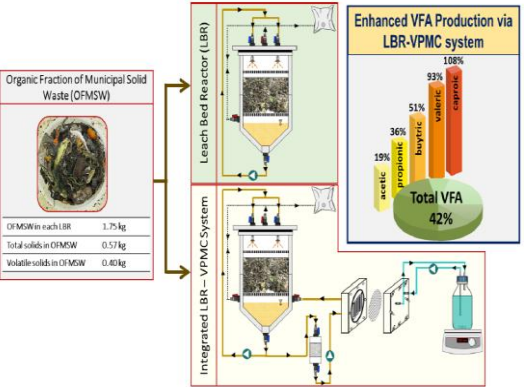 Organic Fraction of Municipal Solid
Waste (OFMSW)
OFMSW in each LBR 1.75 kg
Total solids in OFMSW 0.57 kg
Volatile solids in OFMSW 0.40 kg
Leach Bed Reactor (LBR)
Integrated LBR – VPMC System
Enhanced VFA Production via
LBR-VPMC system
19%
acetic
36%
propionic
51%
buytric
93%
valeric
108%
caproic
Total VFA
42%